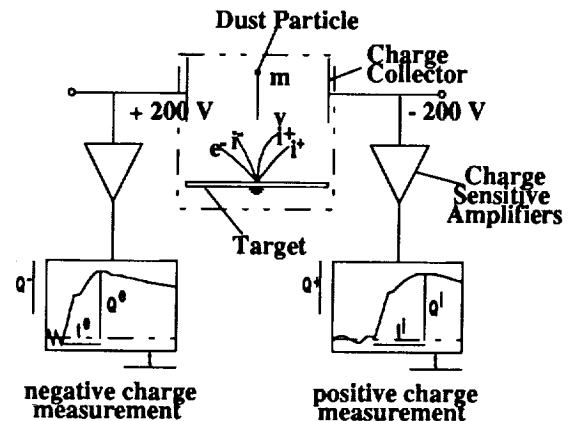 Dust Particle
m
Charge
Collector
+ 200 V
v
- 200 V
e-
i-
i+
i+
Charge
Sensitive
Amplifiers
Target
Q-
Qe
te
Q+
Qi
ti
negative charge
measurement
positive charge
measurement